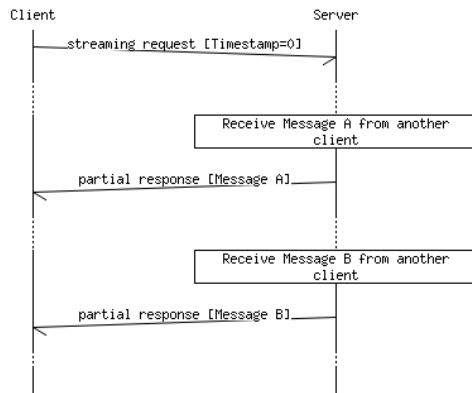 Client Server
streaming request [Timestamp=0]
Receive Message A from another
client
partial response [Message A]
Receive Message B from another
client
partial response [Message B]